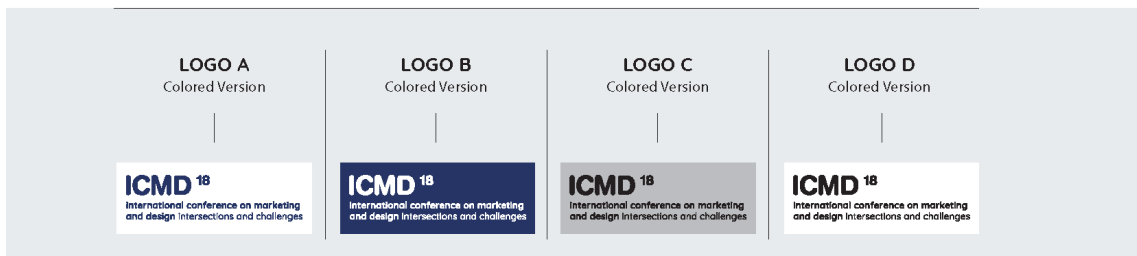 LOGO A
Colored Version
ICMD 18
International conference on marketing
and design intersections and challenges
LOGO B
Colored Version
ICMD 18
International conference on marketing
and design intersections and challenges
LOGO C
Colored Version
ICMD 18
International conference on marketing
and design intersections and challenges
LOGO D
Colored Version
ICMD 18
International conference on marketing
and design intersections and challenges